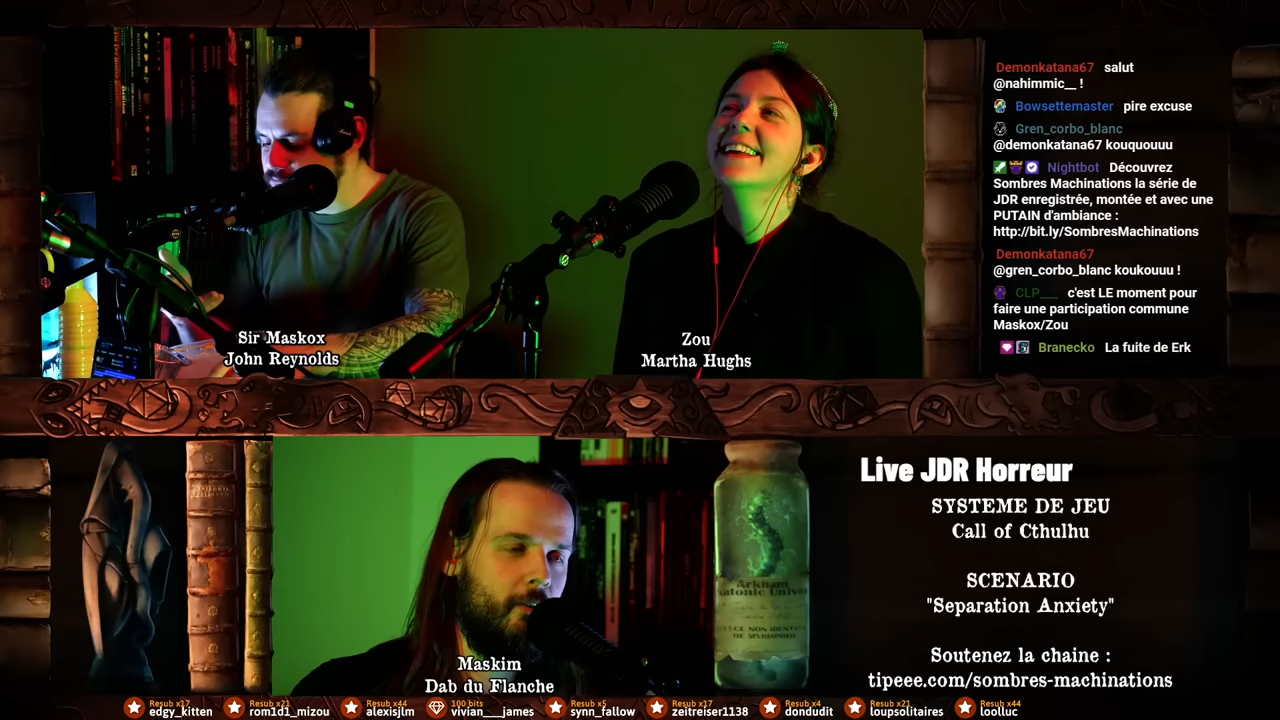 Demonkatana67 salut
@nahimmic__ !
Bowsettemaster pire excuse
Gren_corbo_blanc
@demonkatana67 kouquouuu
Nightbot Découvrez
Sombres Machinations la série de
JDR enregistrée, montée et avec une
PUTAIN d'ambiance :
http://bit.ly/SombresMachinations
Demonkatana67
@gren_corbo_blanc koukouuu !
CLP___ c'est LE moment pour
faire une participation commune
Maskox/Zou
Branecko La fuite de Erk
Sir Maskox
John Reynolds
Zou
Martha Hughs
Maskim
Dab du Flanche
Arkham
Live JDR Horreur
SYSTEME DE JEU
Call of Cthulhu
SCENARIO
"Separation Anxiety"
Soutenez la chaine :
tipeee.com/sombres-machinations
Resub x17
edgy_kitten
Resub x21
rom1d1_mizou
Resub x44
alexisjlm
100 bits
vivian___james
Resub x5
synn_fallow
Resub x17
zeitreiser1138
Resub x4
dondudit
Resub x21
loupsolitaires
Resub x44
loolluc